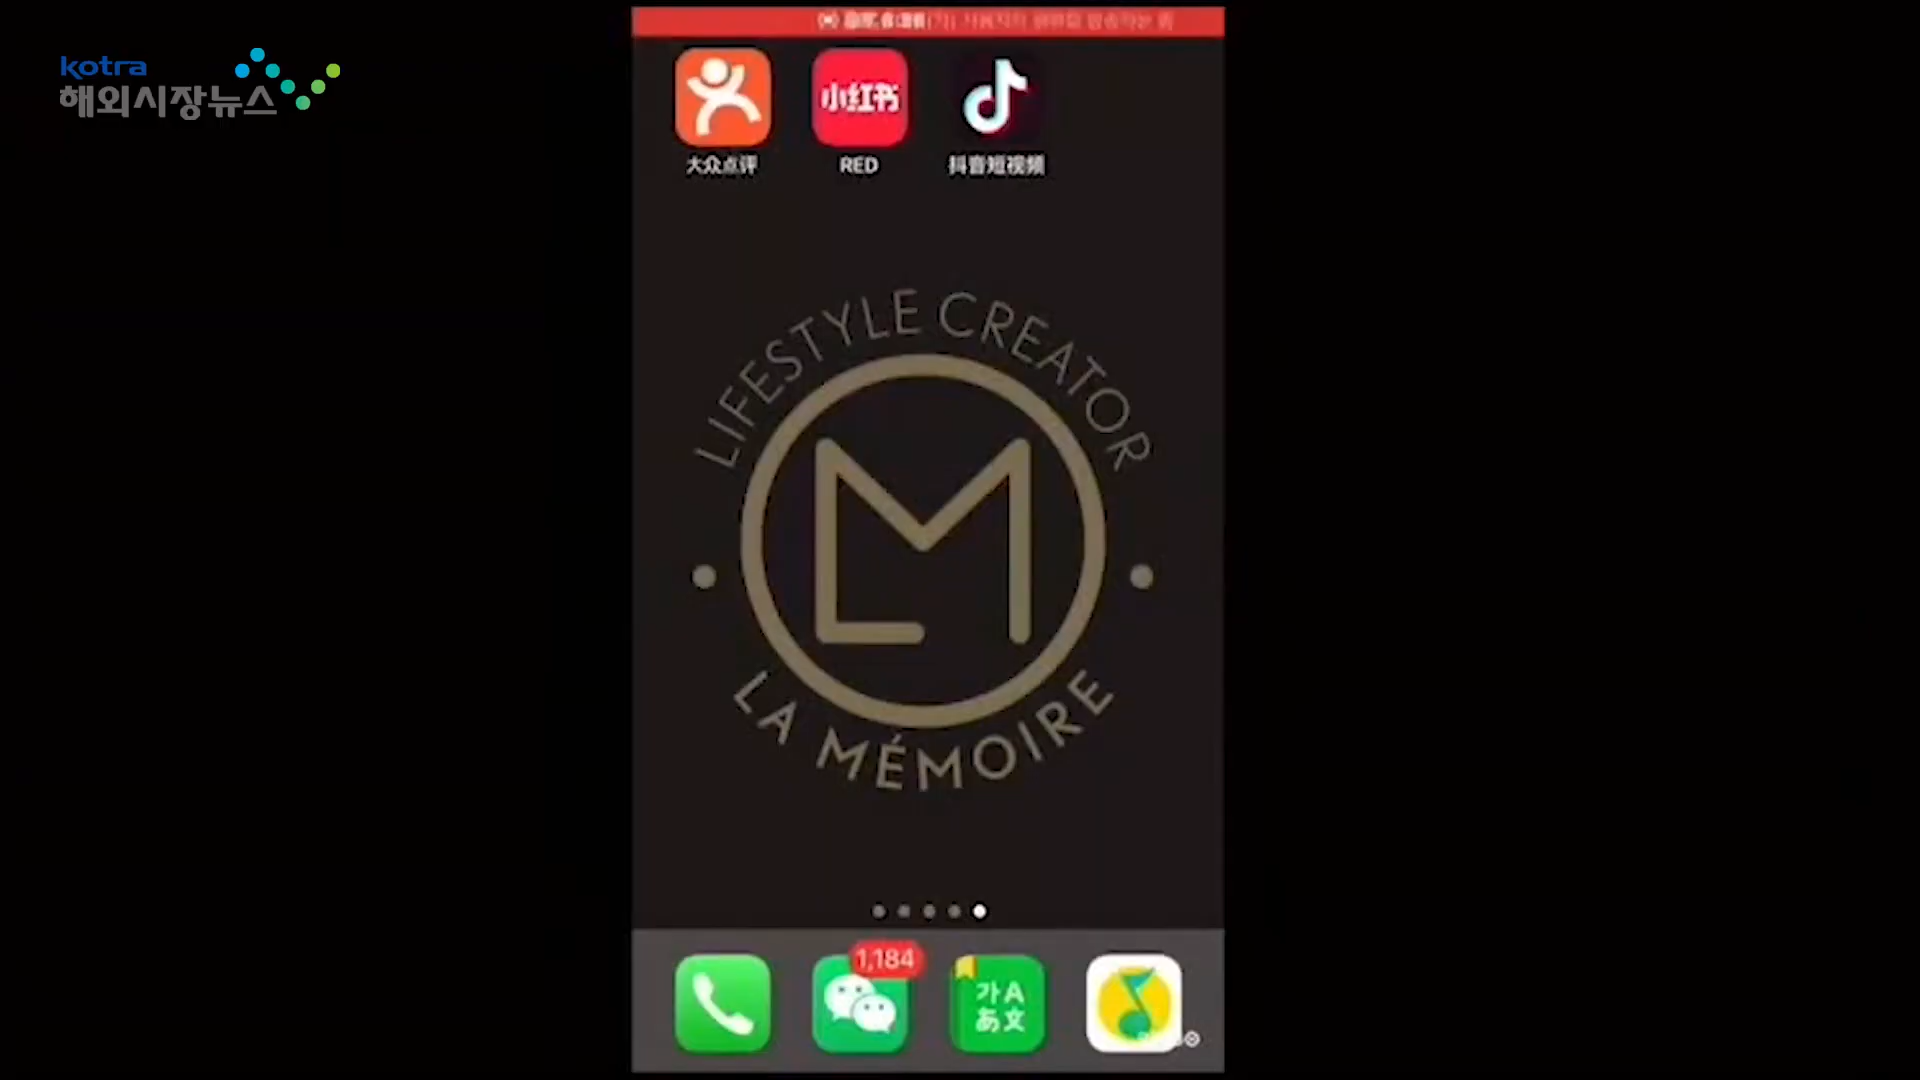 kotra
해외시장뉴스
大众点评
小红书
RED
抖音短视频
LIFESTYLE CREATOR
LM
LA MÉMOIRE
1,184
가A
あ文